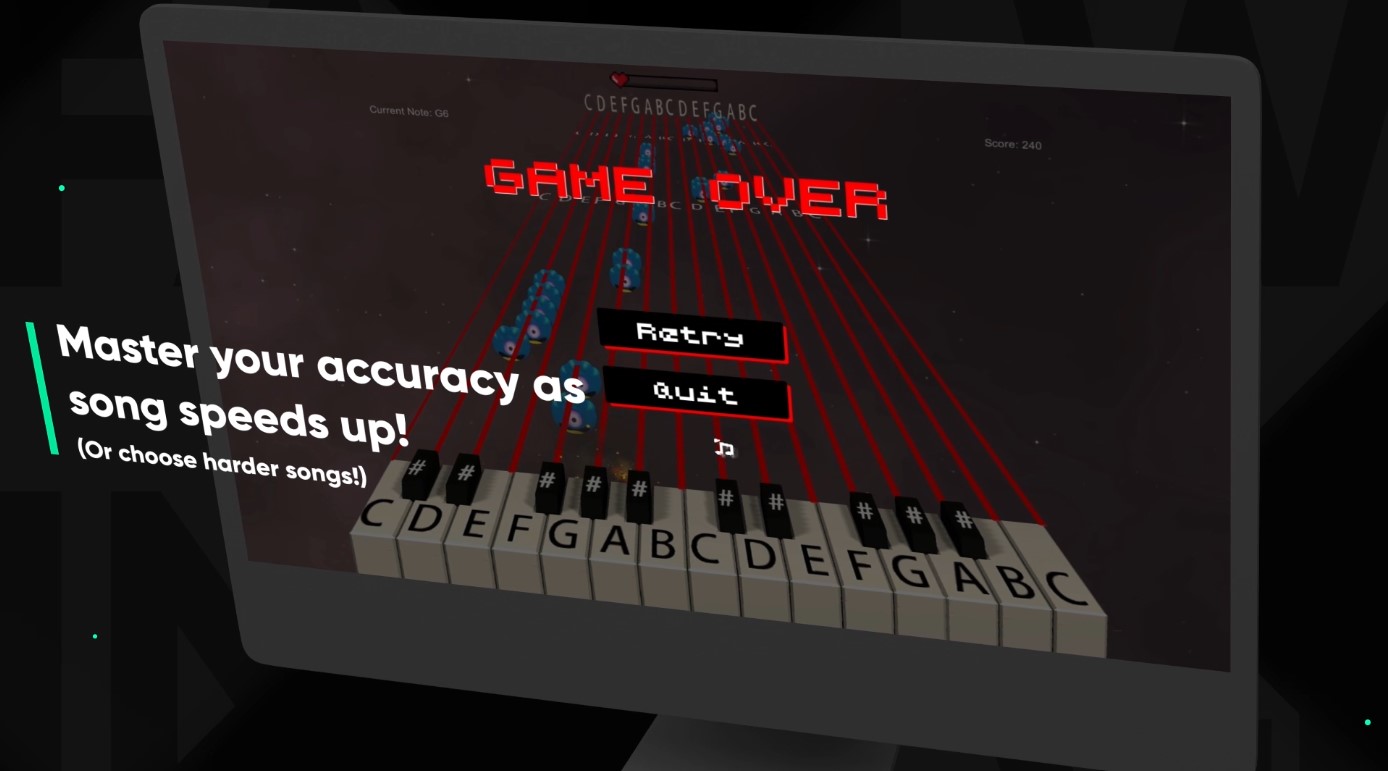 CDEFGABCDEFGABC
Current Note: G6
Score: 240
GAME OVER
Retry
Quit
Master your accuracy as
song speeds up!
(Or choose harder songs!)
# # # # # # # # # #
C D E F G A B C D E F G A B C